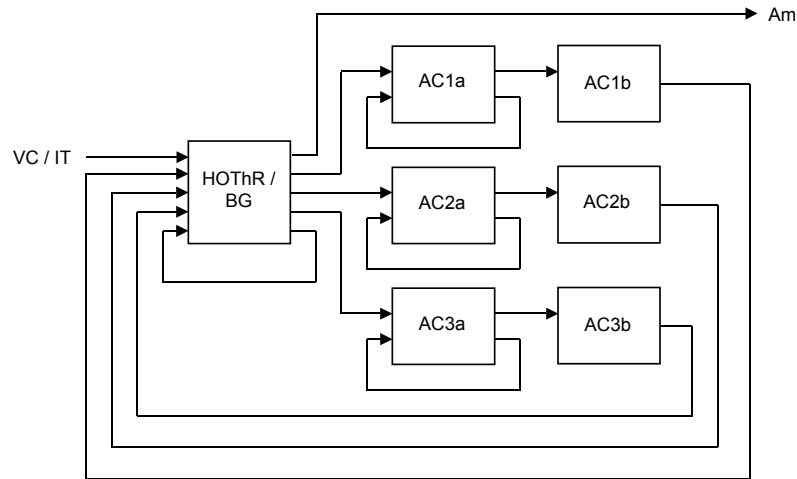 Am
AC1a
AC1b
VC / IT
HOThR /
BG
AC2a
AC2b
AC3a
AC3b